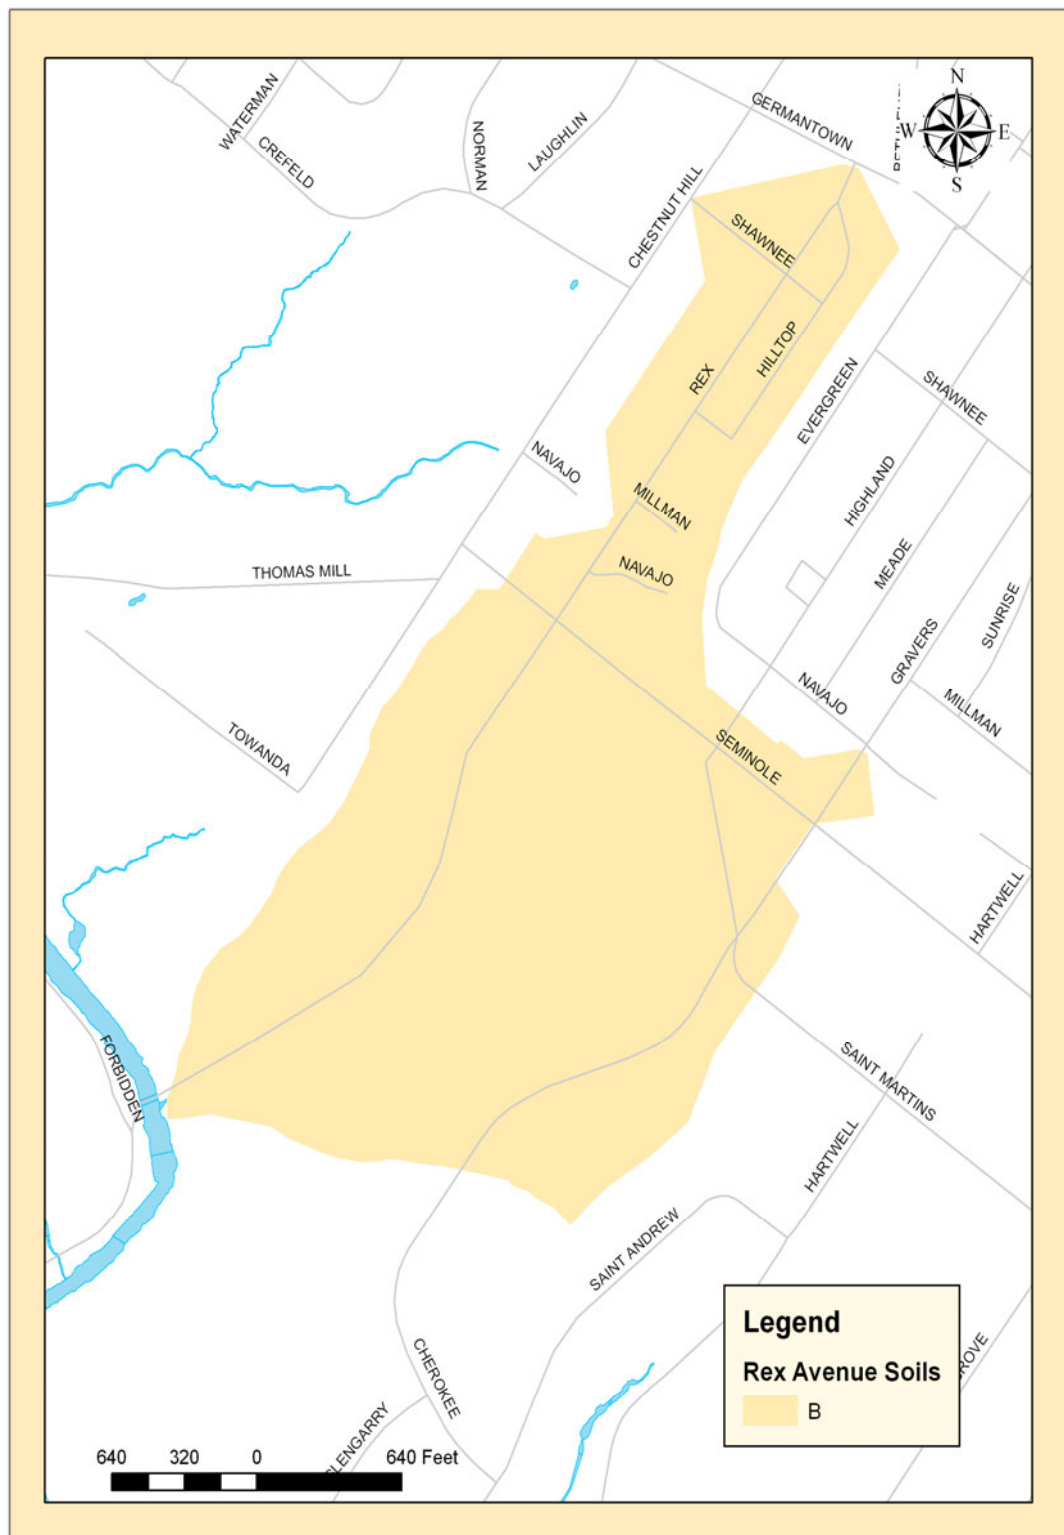 N
W
E
S
GERMANTOWN
WATERMAN
CREFELD
NORMAN
LAUGHLIN
CHESTNUT HILL
SHAWNEE
HILLTOP
REX
EVERGREEN
SHAWNEE
NAVAJO
HIGHLAND
MILLMAN
MEADE
NAVAJO
THOMAS MILL
SUNRISE
GRAVERS
NAVAJO
MILLMAN
TOWANDA
SEMINOLE
HARTWELL
FORBIDDEN
SAINT MARTINS
HARTWELL
SAINT ANDREW
CHEROKEE
Legend
Rex Avenue Soils
B
ROVE
LENGARRY
640 320 0 640 Feet